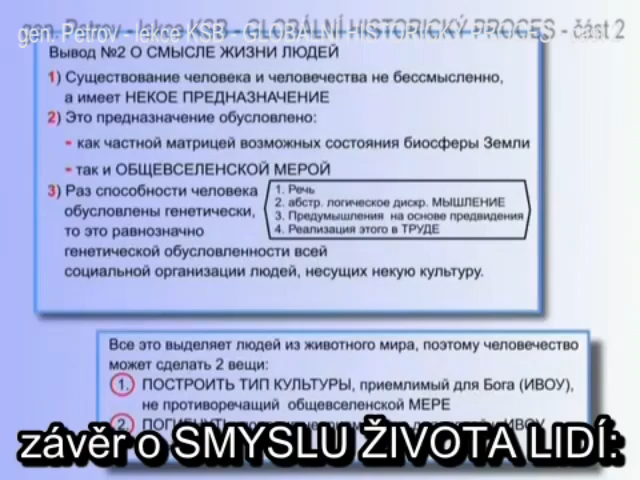 gen. Petrov - lekce KSB - GLOBÁLNÍ HISTORICKÝ PROCES - část 2
Вывод №2 О СМЫСЛЕ ЖИЗНИ ЛЮДЕЙ
1) Существование человека и человечества не бессмысленно,
а имеет НЕКОЕ ПРЕДНАЗНАЧЕНИЕ
2) Это предназначение обусловлено:
- как частной матрицей возможных состояния биосферы Земли
- так и ОБЩЕВСЕЛЕНСКОЙ МЕРОЙ
3) Раз способности человека
обусловлены генетически,
то это равнозначно
генетической обусловленности всей
социальной организации людей, несущих некую культуру.
1. Речь
2. абстр. логическое дискр. МЫШЛЕНИЕ
3. Предумышления на основе предвидения
4. Реализация этого в ТРУДЕ
Все это выделяет людей из животного мира, поэтому человечество
может сделать 2 вещи:
1. ПОСТРОИТЬ ТИП КУЛЬТУРЫ, приемлимый для Бога (ИВОУ),
не противоречащий общевселенской МЕРЕ
2. ПОГИБНУТЬ ИВОУ
závěr o SMYSLU ŽIVOTA LIDÍ: